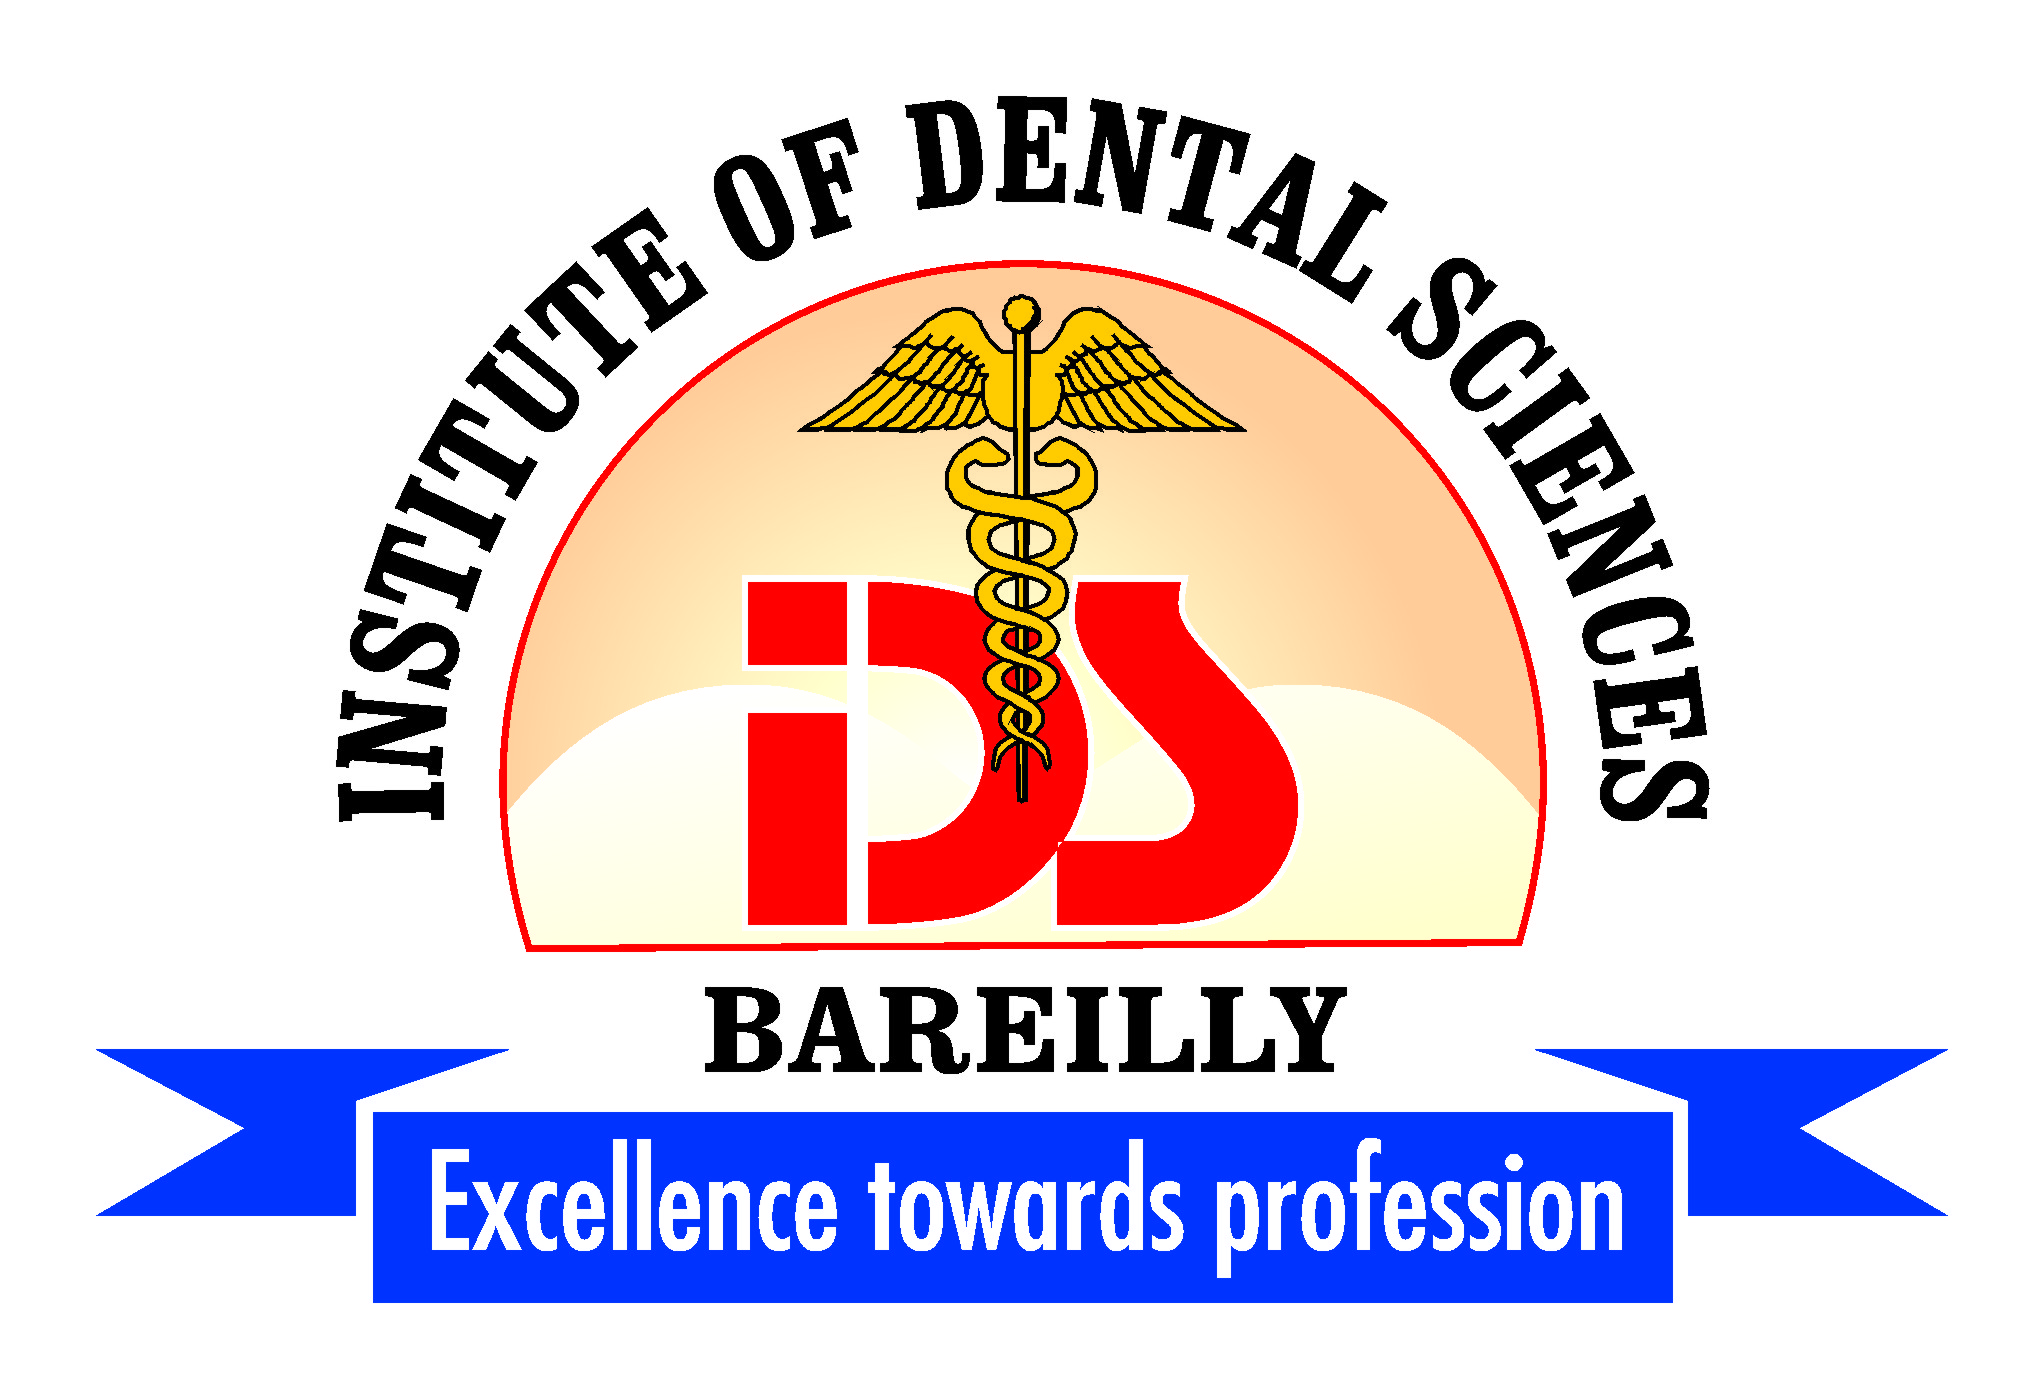 INSTITUTE OF DENTAL SCIENCES
iDS
BAREILLY
Excellence towards profession